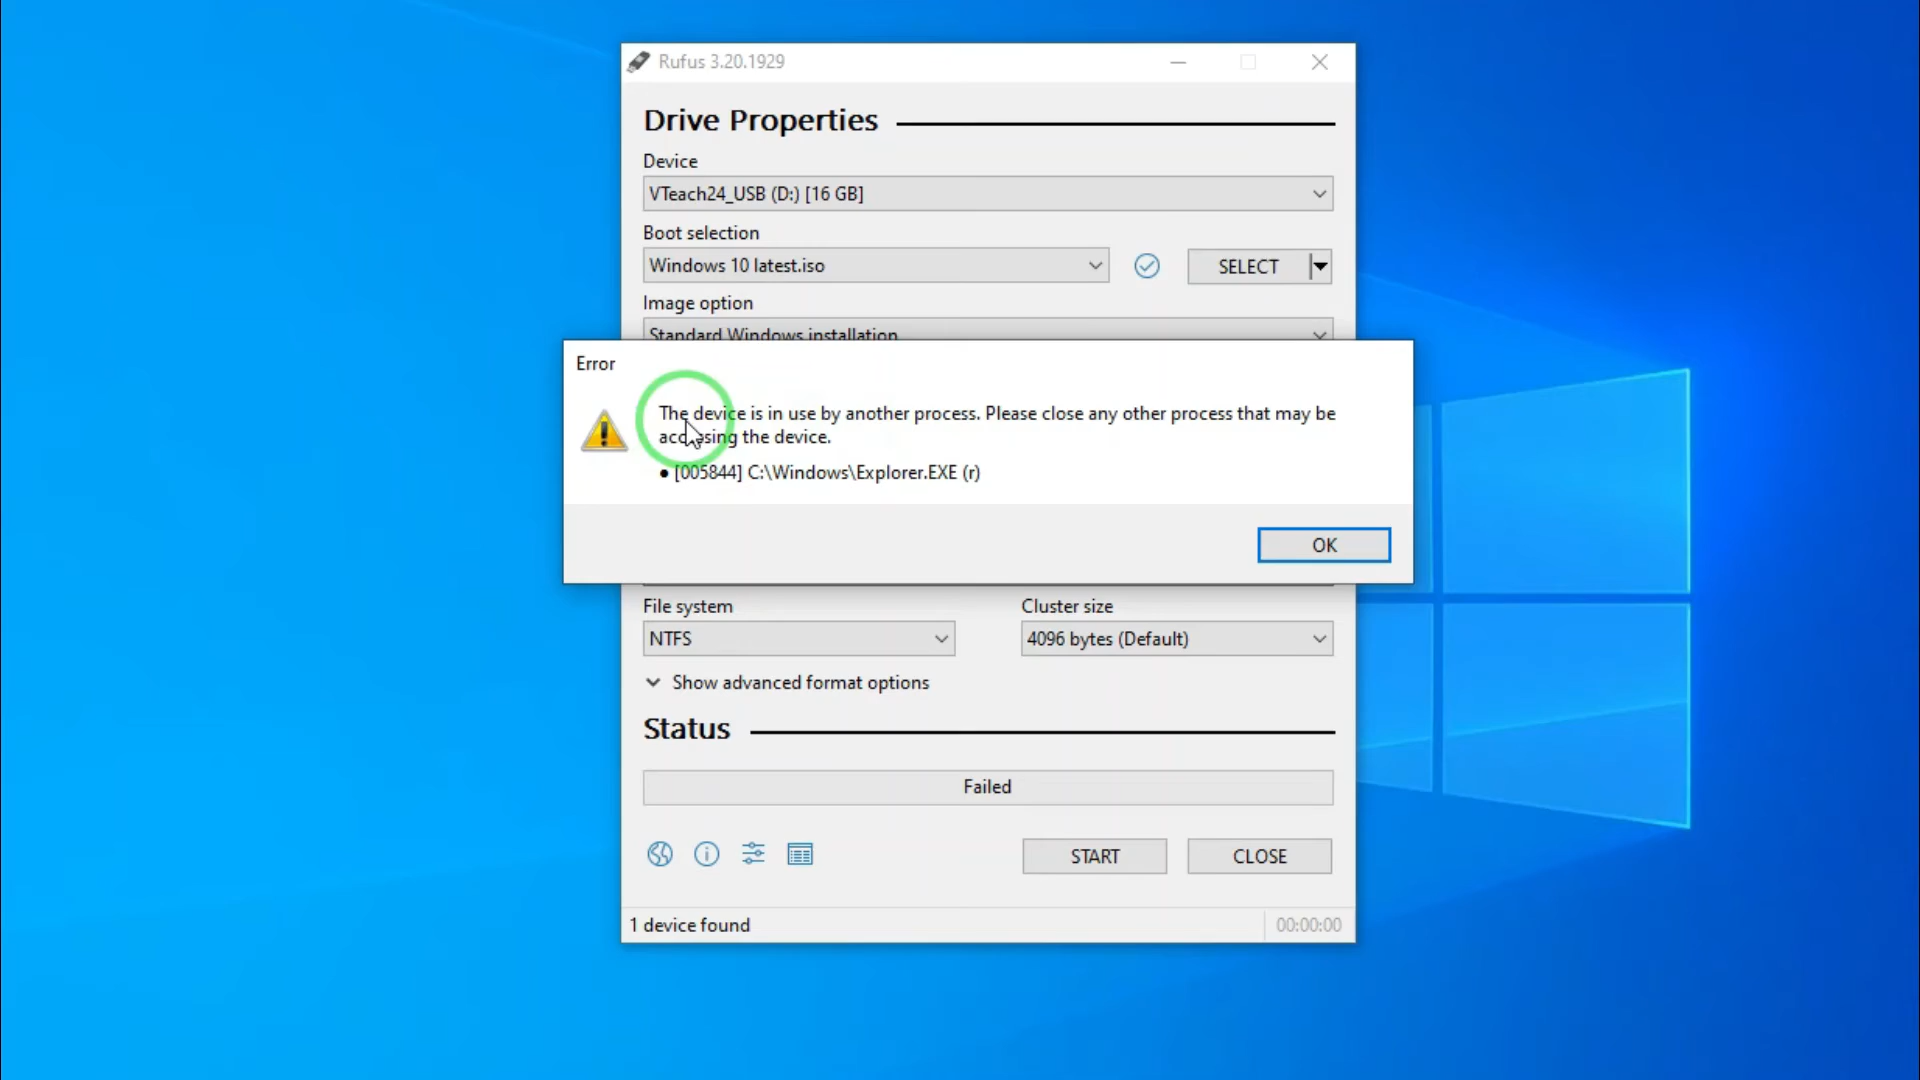 Rufus 3.20.1929
Drive Properties
Device
VTeach24_USB (D:) [16 GB]
Boot selection
Windows 10 latest.iso
SELECT
Image option
Standard Windows installation
Error
The device is in use by another process. Please close any other process that may be
accessing the device.
• [005844] C:\Windows\Explorer.EXE (r)
OK
File system
Cluster size
NTFS
4096 bytes (Default)
Show advanced format options
Status
Failed
START
CLOSE
1 device found
00:00:00